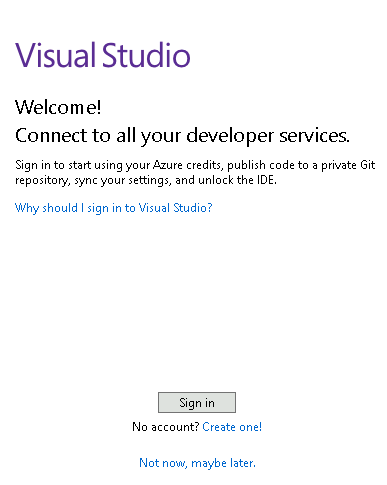 Visual Studio
Welcome!
Connect to all your developer services.
Sign in to start using your Azure credits, publish code to a private Git
repository, sync your settings, and unlock the IDE.
Why should I sign in to Visual Studio?
Sign in
No account? Create one!
Not now, maybe later.